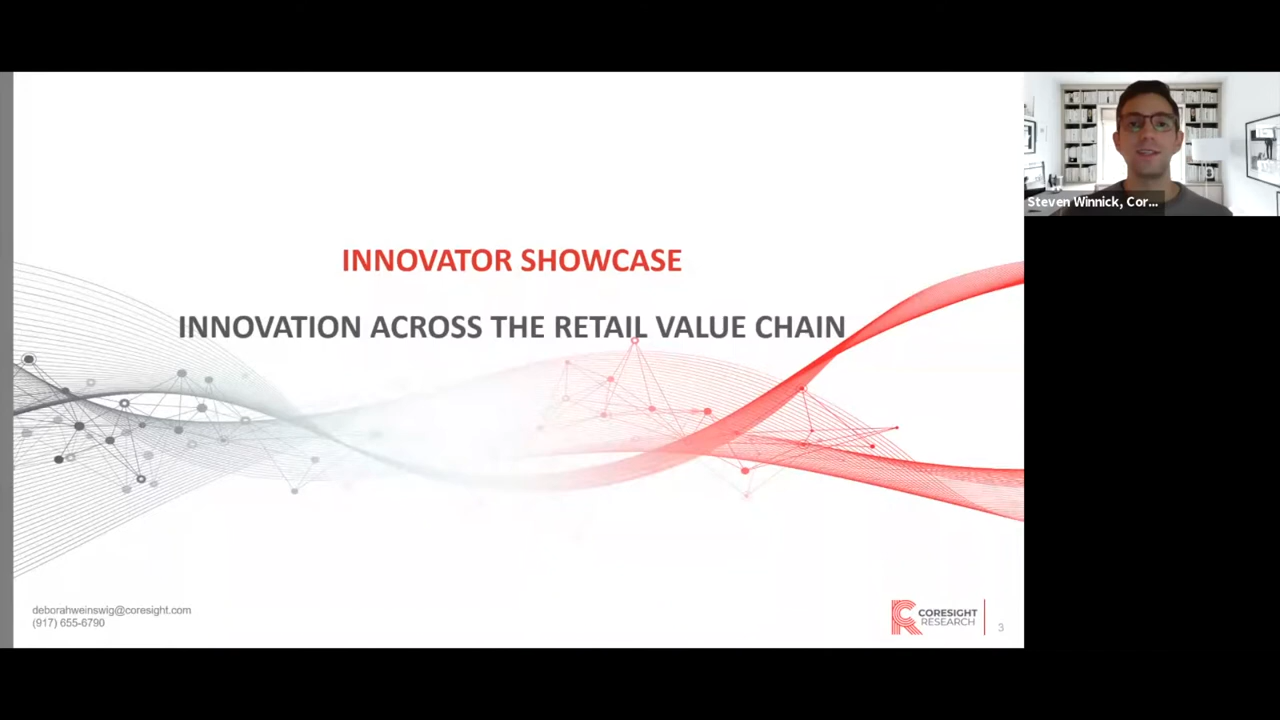 INNOVATOR SHOWCASE
INNOVATION ACROSS THE RETAIL VALUE CHAIN
Steven Winnick, Cor...
deborahweinswig@coresight.com
(917) 655-6790
CORESIGHT
RESEARCH
3